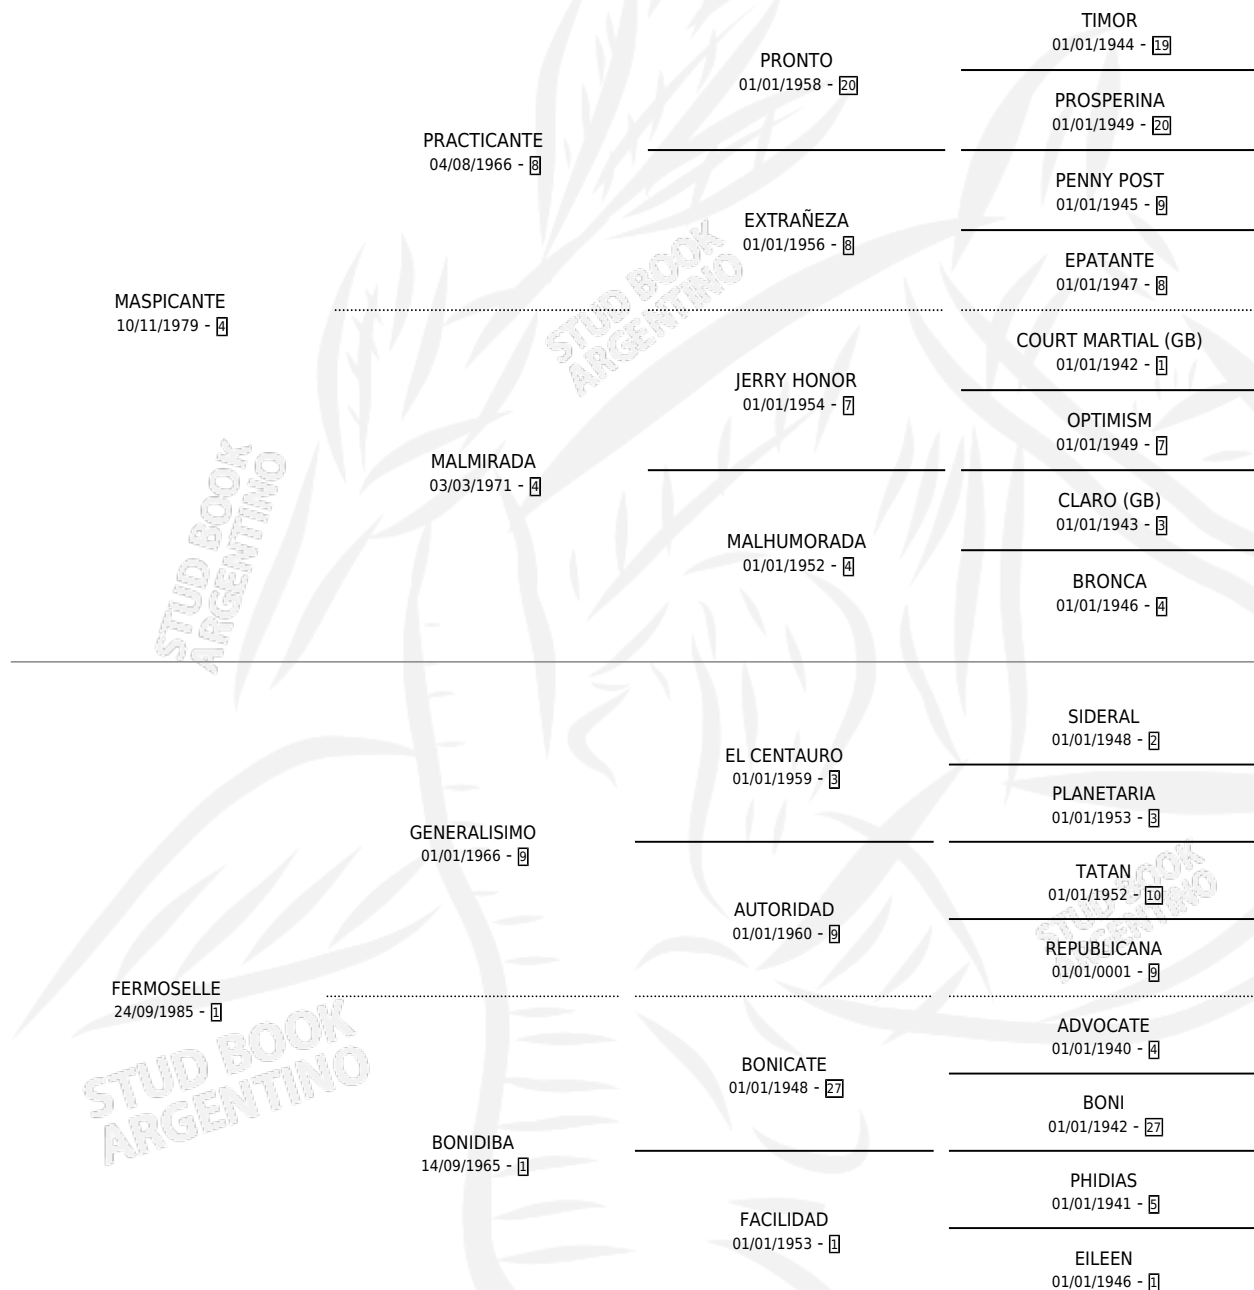 TIMOR
01/01/1944 - 19
PRONTO
01/01/1958 - 20
PROSPERINA
01/01/1949 - 20
PRACTICANTE
04/08/1966 - 8
PENNY POST
01/01/1945 - 9
EXTRAÑEZA
01/01/1956 - 8
EPATANTE
01/01/1947 - 8
MASPICANTE
10/11/1979 - 4
COURT MARTIAL (GB)
01/01/1942 - 1
JERRY HONOR
01/01/1954 - 7
OPTIMISM
01/01/1949 - 7
MALMIRADA
03/03/1971 - 4
CLARO (GB)
01/01/1943 - 3
MALHUMORADA
01/01/1952 - 4
BRONCA
01/01/1946 - 4
SIDERAL
01/01/1948 - 2
EL CENTAURO
01/01/1959 - 3
PLANETARIA
01/01/1953 - 3
GENERALISIMO
01/01/1966 - 9
TATAN
01/01/1952 - 10
AUTORIDAD
01/01/1960 - 9
REPUBLICANA
01/01/0001 - 9
FERMOSELLE
24/09/1985 - 1
ADVOCATE
01/01/1940 - 4
BONICATE
01/01/1948 - 27
BONI
01/01/1942 - 27
BONIDIBA
14/09/1965 - 1
PHIDIAS
01/01/1941 - 5
FACILIDAD
01/01/1953 - 1
EILEEN
01/01/1946 - 1
STUD BOOK
ARGENTINO
STUD BOOK
ARGENTINO
STUD BOOK
ARGENTINO
STUD BOOK
ARGENTINO